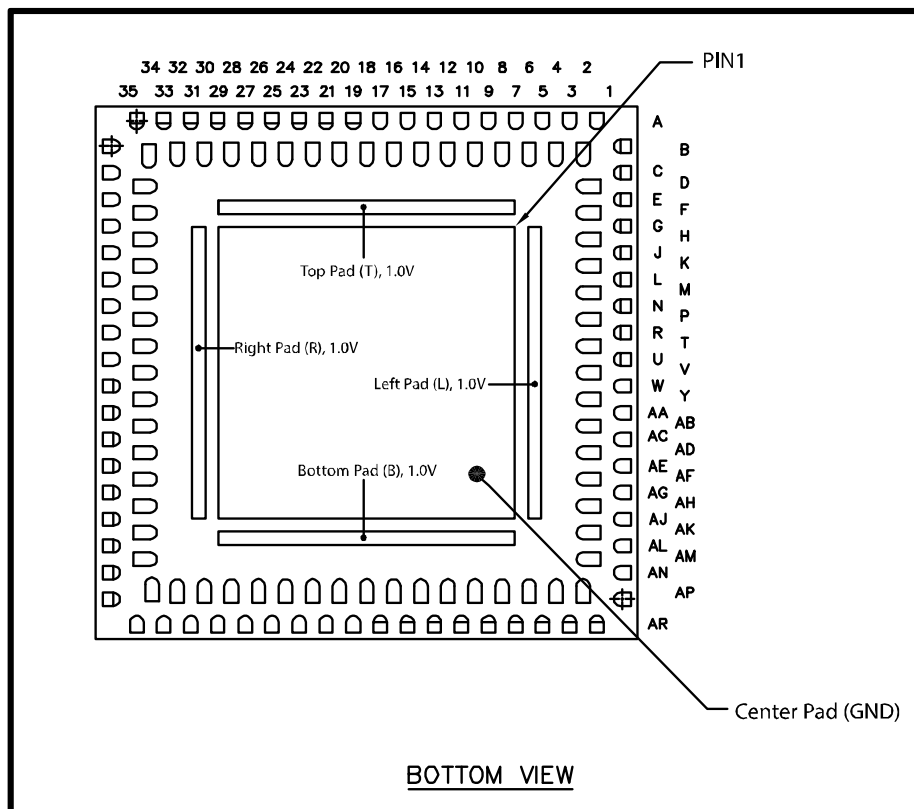 PIN1
34 32 30 28 26 24 22 20 18 16 14 12 10 8 6 4 2
35 33 31 29 27 25 23 21 19 17 15 13 11 9 7 5 3 1
A
B
C
D
E
F
G
H
J
K
L
M
N
P
R
T
U
V
W
Y
AA
AB
AC
AD
AE
AF
AG
AH
AJ
AK
AL
AM
AN
AP
AR
Top Pad (T), 1.0V
Right Pad (R), 1.0V
Left Pad (L), 1.0V
Bottom Pad (B), 1.0V
Center Pad (GND)
BOTTOM VIEW